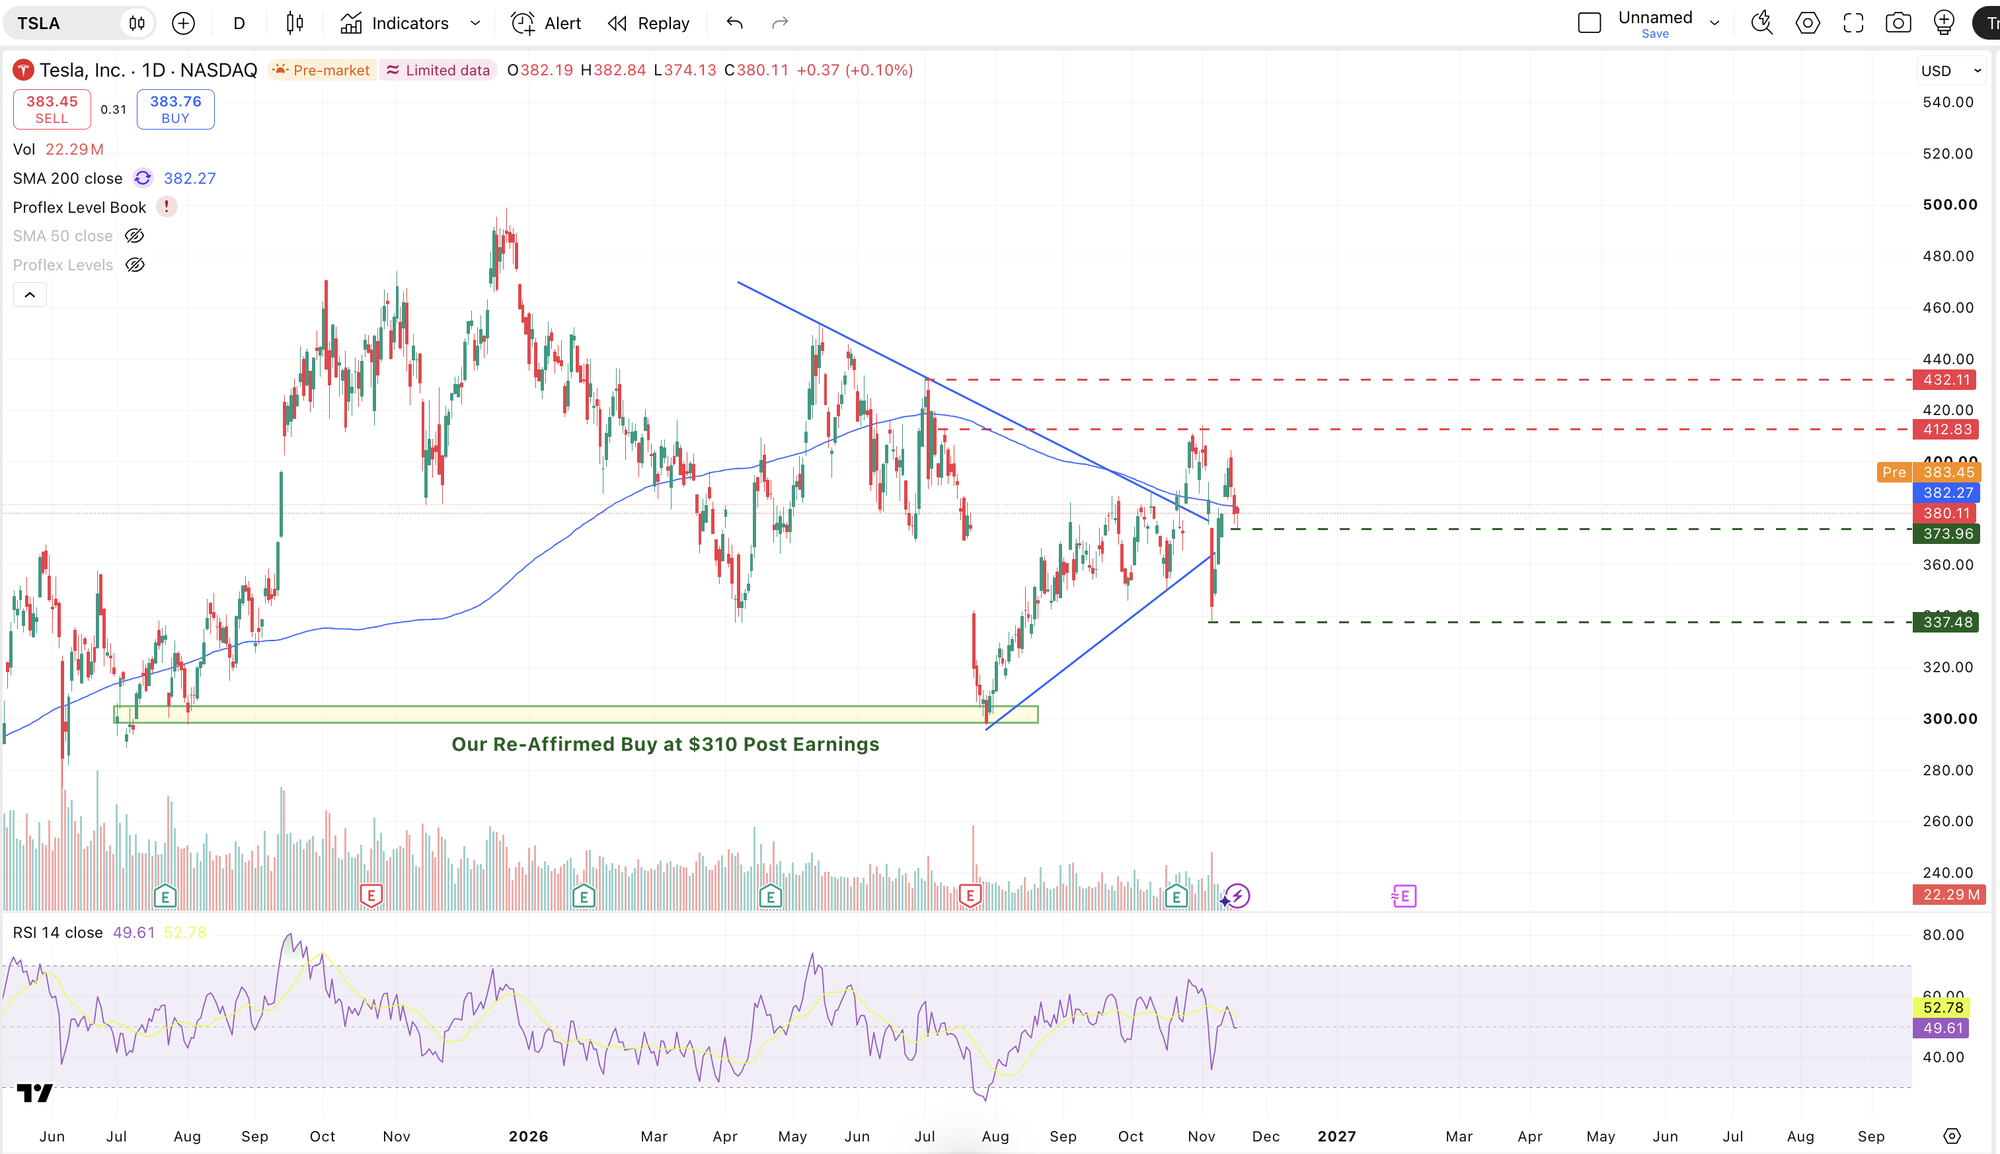 TSLA
D
Indicators
Alert
Replay
Unnamed
Save
Tesla, Inc. · 1D · NASDAQ
Pre-market
Limited data
O382.19 H382.84 L374.13 C380.11 +0.37 (+0.10%)
USD
383.45
SELL
0.31
383.76
BUY
Vol 22.29 M
SMA 200 close 382.27
Proflex Level Book !
SMA 50 close
Proflex Levels
540.00
520.00
500.00
480.00
460.00
440.00
432.11
420.00
412.83
Pre 383.45
382.27
380.11
373.96
360.00
337.48
320.00
300.00
280.00
260.00
240.00
22.29 M
Our Re-Affirmed Buy at $310 Post Earnings
E
E
E
E
E
E
E
RSI 14 close 49.61 52.78
80.00
60.00
52.78
49.61
40.00
Jun
Jul
Aug
Sep
Oct
Nov
2026
Mar
Apr
May
Jun
Jul
Aug
Sep
Oct
Nov
Dec
2027
Mar
Apr
May
Jun
Jul
Aug
Sep